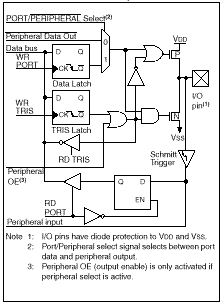 PORT/PERIPHERAL Select(2)
Peripheral Data Out
Data bus
VDD
0
1
D Q
WR
PORT
CK Q
P
Data Latch
D Q
WR
TRIS
CK Q
I/O
pin(1)
N
TRIS Latch
VSS
RD TRIS
Schmitt
Trigger
Peripheral
OE(3)
Q D
EN
RD
PORT
Peripheral input
Note 1: I/O pins have diode protection to VDD and VSS.
2: Port/Peripheral select signal selects between port
data and peripheral output.
3: Peripheral OE (output enable) is only activated if
peripheral select is active.